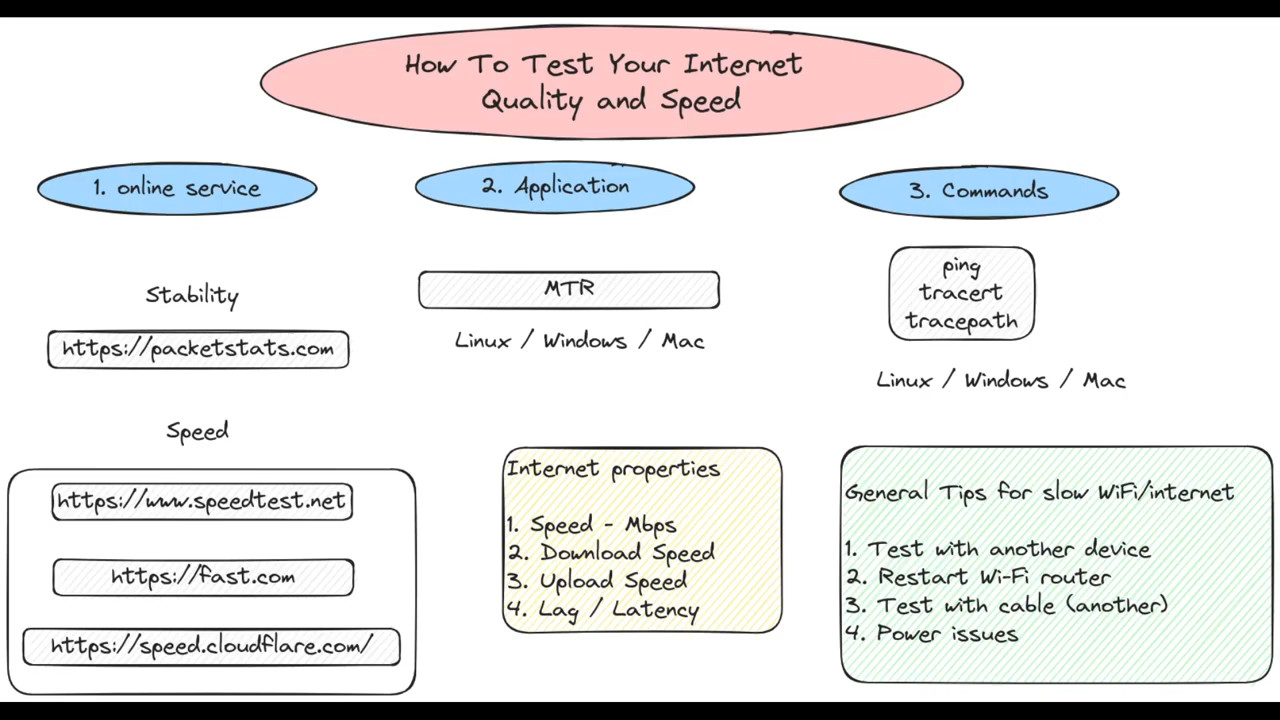 How To Test Your Internet
Quality and Speed
1. online service
Stability
https://packetstats.com
Speed
https://www.speedtest.net
https://fast.com
https://speed.cloudflare.com/
2. Application
MTR
Linux / Windows / Mac
Internet properties
1. Speed - Mbps
2. Download Speed
3. Upload Speed
4. Lag / Latency
3. Commands
ping
tracert
tracepath
Linux / Windows / Mac
General Tips for slow WiFi/internet
1. Test with another device
2. Restart Wi-Fi router
3. Test with cable (another)
4. Power issues